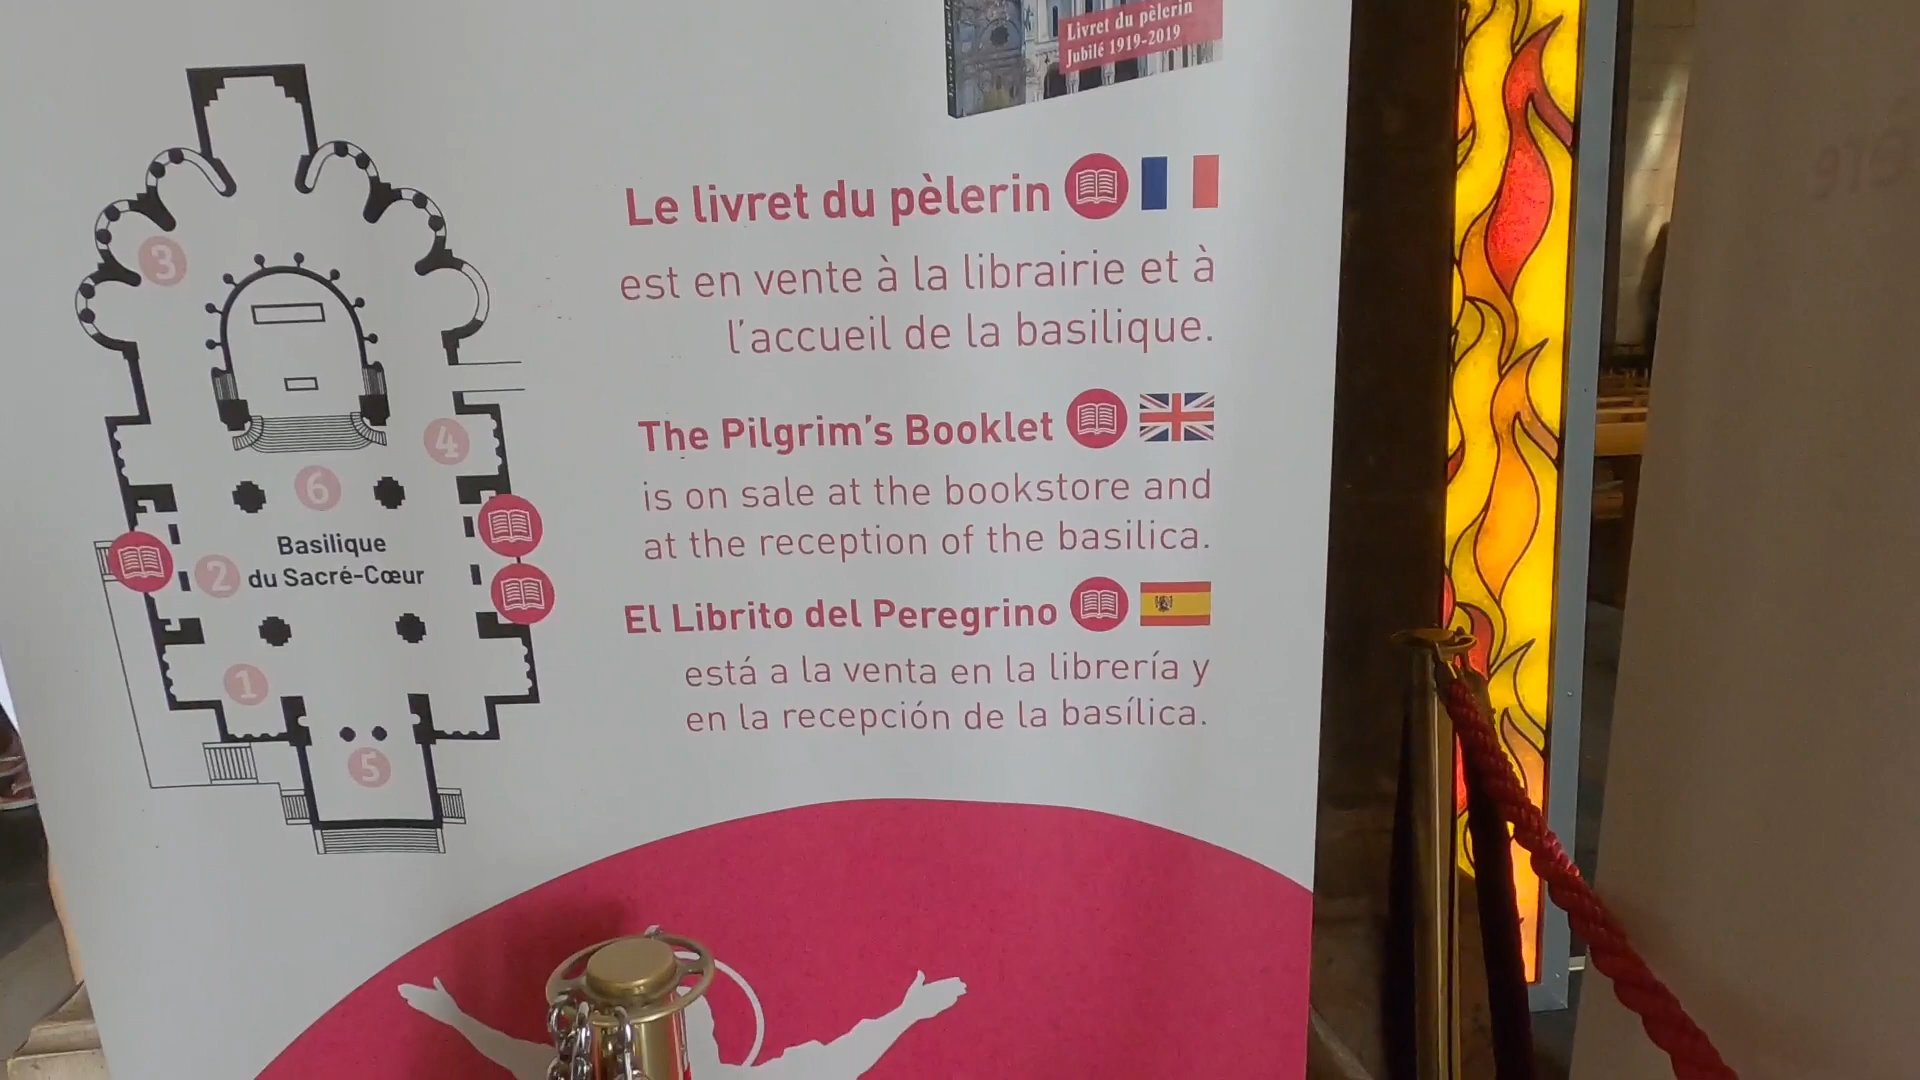 Livret du pèlerin
Jubilé 1919-2019
Le livret du pèlerin
est en vente à la librairie et à
l'accueil de la basilique.
The Pilgrim's Booklet
is on sale at the bookstore and
at the reception of the basilica.
El Librito del Peregrino
está a la venta en la librería y
en la recepción de la basílica.
3
4
6
Basilique
2 du Sacré-Cœur
1
5